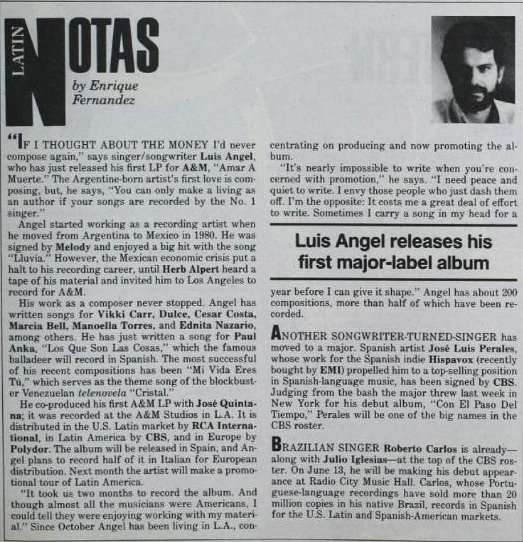 LATIN
NOTAS
by Enrique
Fernandez
"IF I THOUGHT ABOUT THE MONEY I'd never
compose again," says singer/songwriter Luis Angel,
who has just released his first LP for A&M, "Amar A
Muerte." The Argentine-born artist's first love is com-
posing, but, he says, "You can only make a living as
an author if your songs are recorded by the No. 1
singer."
Angel started working as a recording artist when
he moved from Argentina to Mexico in 1980. He was
signed by Melody and enjoyed a big hit with the song
"Lluvia." However, the Mexican economic crisis put a
halt to his recording career, until Herb Alpert heard a
tape of his material and invited him to Los Angeles to
record for A&M.
His work as a composer never stopped. Angel has
written songs for Vikki Carr, Dulce, Cesar Costa,
Marcia Bell, Manoella Torres, and Ednita Nazario,
among others. He has just written a song for Paul
Anka, "Los Que Son Las Cosas," which the famous
balladeer will record in Spanish. The most successful
of his recent compositions has been "Mi Vida Eres
Tú," which serves as the theme song of the blockbust-
er Venezuelan telenovela "Cristal."
He co-produced his first A&M LP with José Quinta-
na; it was recorded at the A&M Studios in L.A. It is
distributed in the U.S. Latin market by RCA Interna-
tional, in Latin America by CBS, and in Europe by
Polydor. The album will be released in Spain, and An-
gel plans to record half of it in Italian for European
distribution. Next month the artist will make a promo-
tional tour of Latin America.
"It took us two months to record the album. And
though almost all the musicians were Americans, I
could tell they were enjoying working with my materi-
al." Since October Angel has been living in L.A., con-
centrating on producing and now promoting the al-
bum.
"It's nearly impossible to write when you're con-
cerned with promotion," he says. "I need peace and
quiet to write. I envy those people who just dash them
off. I'm the opposite: It costs me a great deal of effort
to write. Sometimes I carry a song in my head for a
Luis Angel releases his
first major-label album
year before I can give it shape." Angel has about 200
compositions, more than half of which have been re-
corded.
ANOTHER SONGWRITER-TURNED-SINGER has
moved to a major. Spanish artist José Luis Perales,
whose work for the Spanish indie Hispavox (recently
bought by EMI) propelled him to a top-selling position
in Spanish-language music, has been signed by CBS.
Judging from the bash the major threw last week in
New York for his debut album, "Con El Paso Del
Tiempo," Perales will be one of the big names in the
CBS roster.
BRAZILIAN SINGER Roberto Carlos is already—
along with Julio Iglesias—at the top of the CBS ros-
ter. On June 13, he will be making his debut appear-
ance at Radio City Music Hall. Carlos, whose Portu-
guese-language recordings have sold more than 20
million copies in his native Brazil, records in Spanish
for the U.S. Latin and Spanish-American markets.